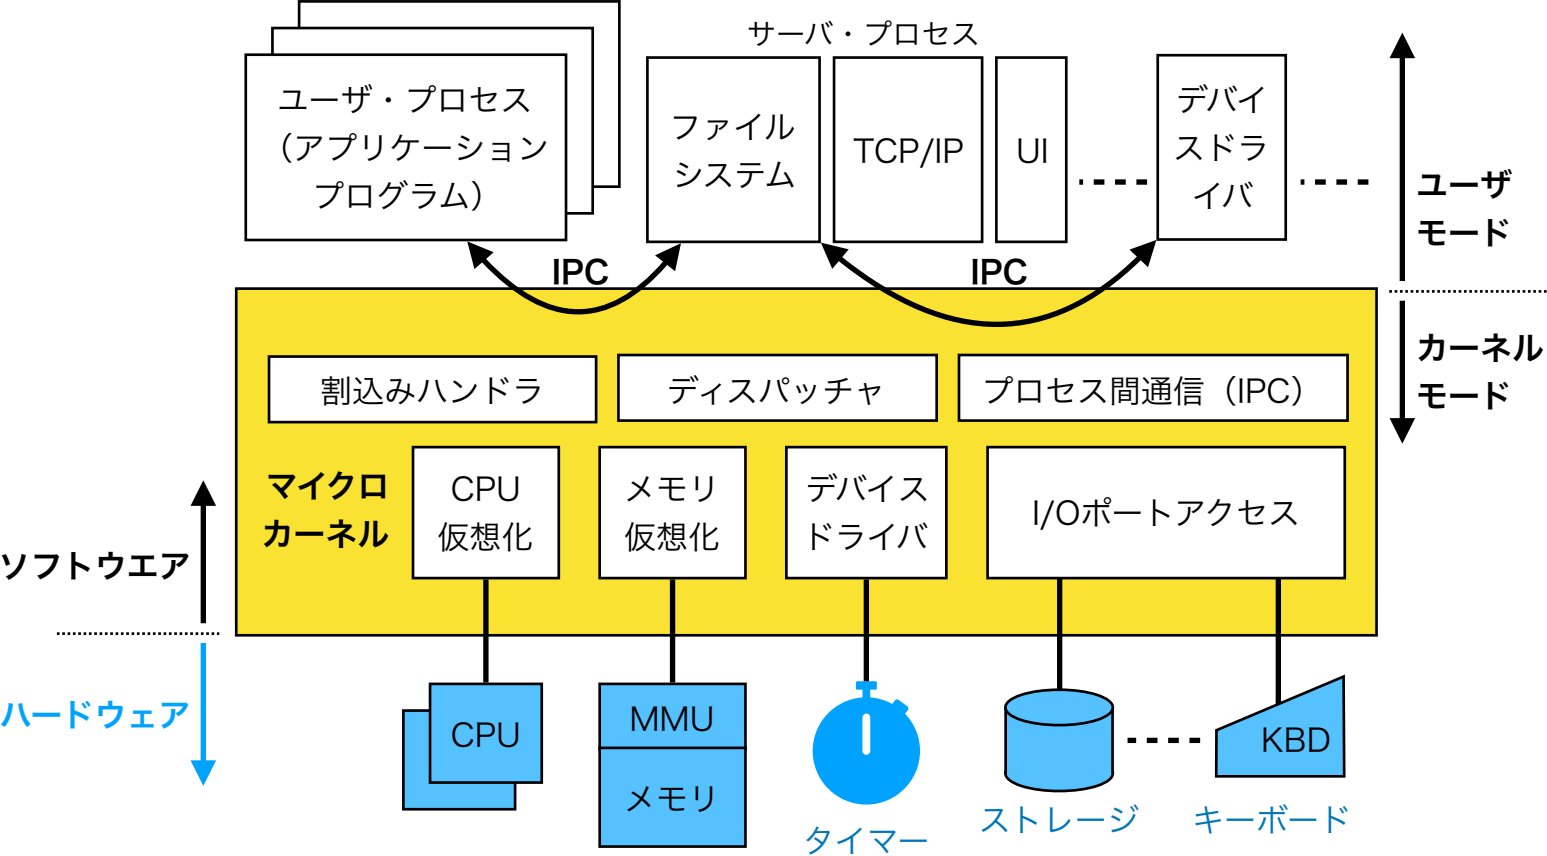 サーバ・プロセス
ユーザ・プロセス
（アプリケーション
プログラム）
ファイル
システム
TCP/IP
UI
デバイ
スドラ
イバ
ユーザ
モード
IPC
IPC
カーネル
モード
割込みハンドラ
ディスパッチャ
プロセス間通信（IPC）
マイクロ
カーネル
CPU
仮想化
メモリ
仮想化
デバイス
ドライバ
I/Oポートアクセス
ソフトウエア
ハードウェア
CPU
MMU
メモリ
タイマー
ストレージ
KBD
キーボード